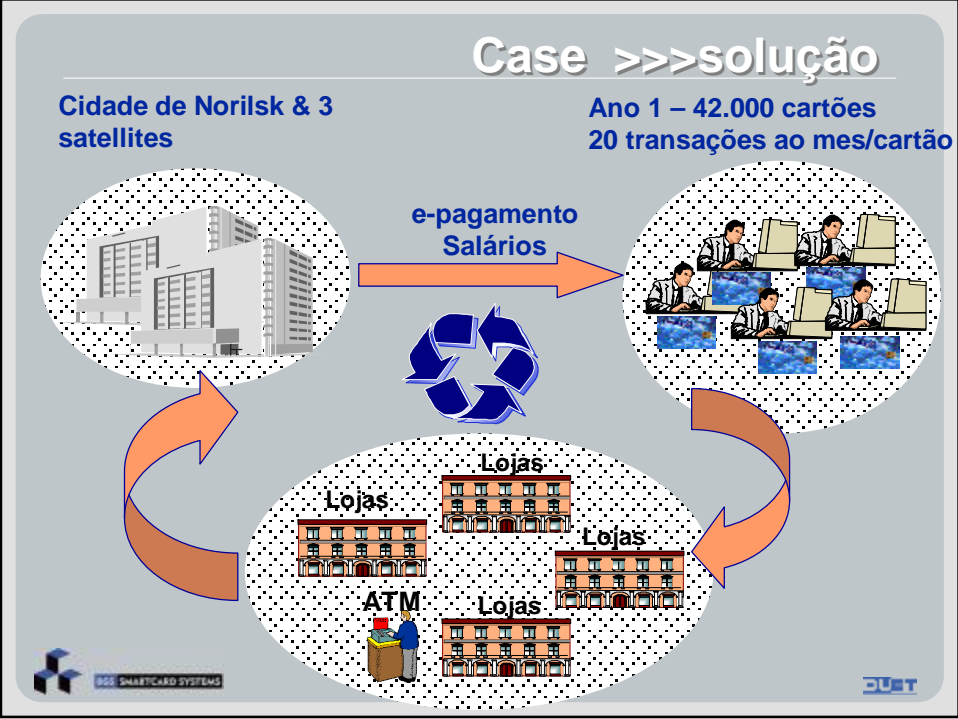 Case >>>solução
Cidade de Norilsk & 3
satellites
Ano 1 – 42.000 cartões
20 transações ao mes/cartão
e-pagamento
Salários
Lojas
Lojas
Lojas
ATM
Lojas
BGS SMARTCARD SYSTEMS
DUET